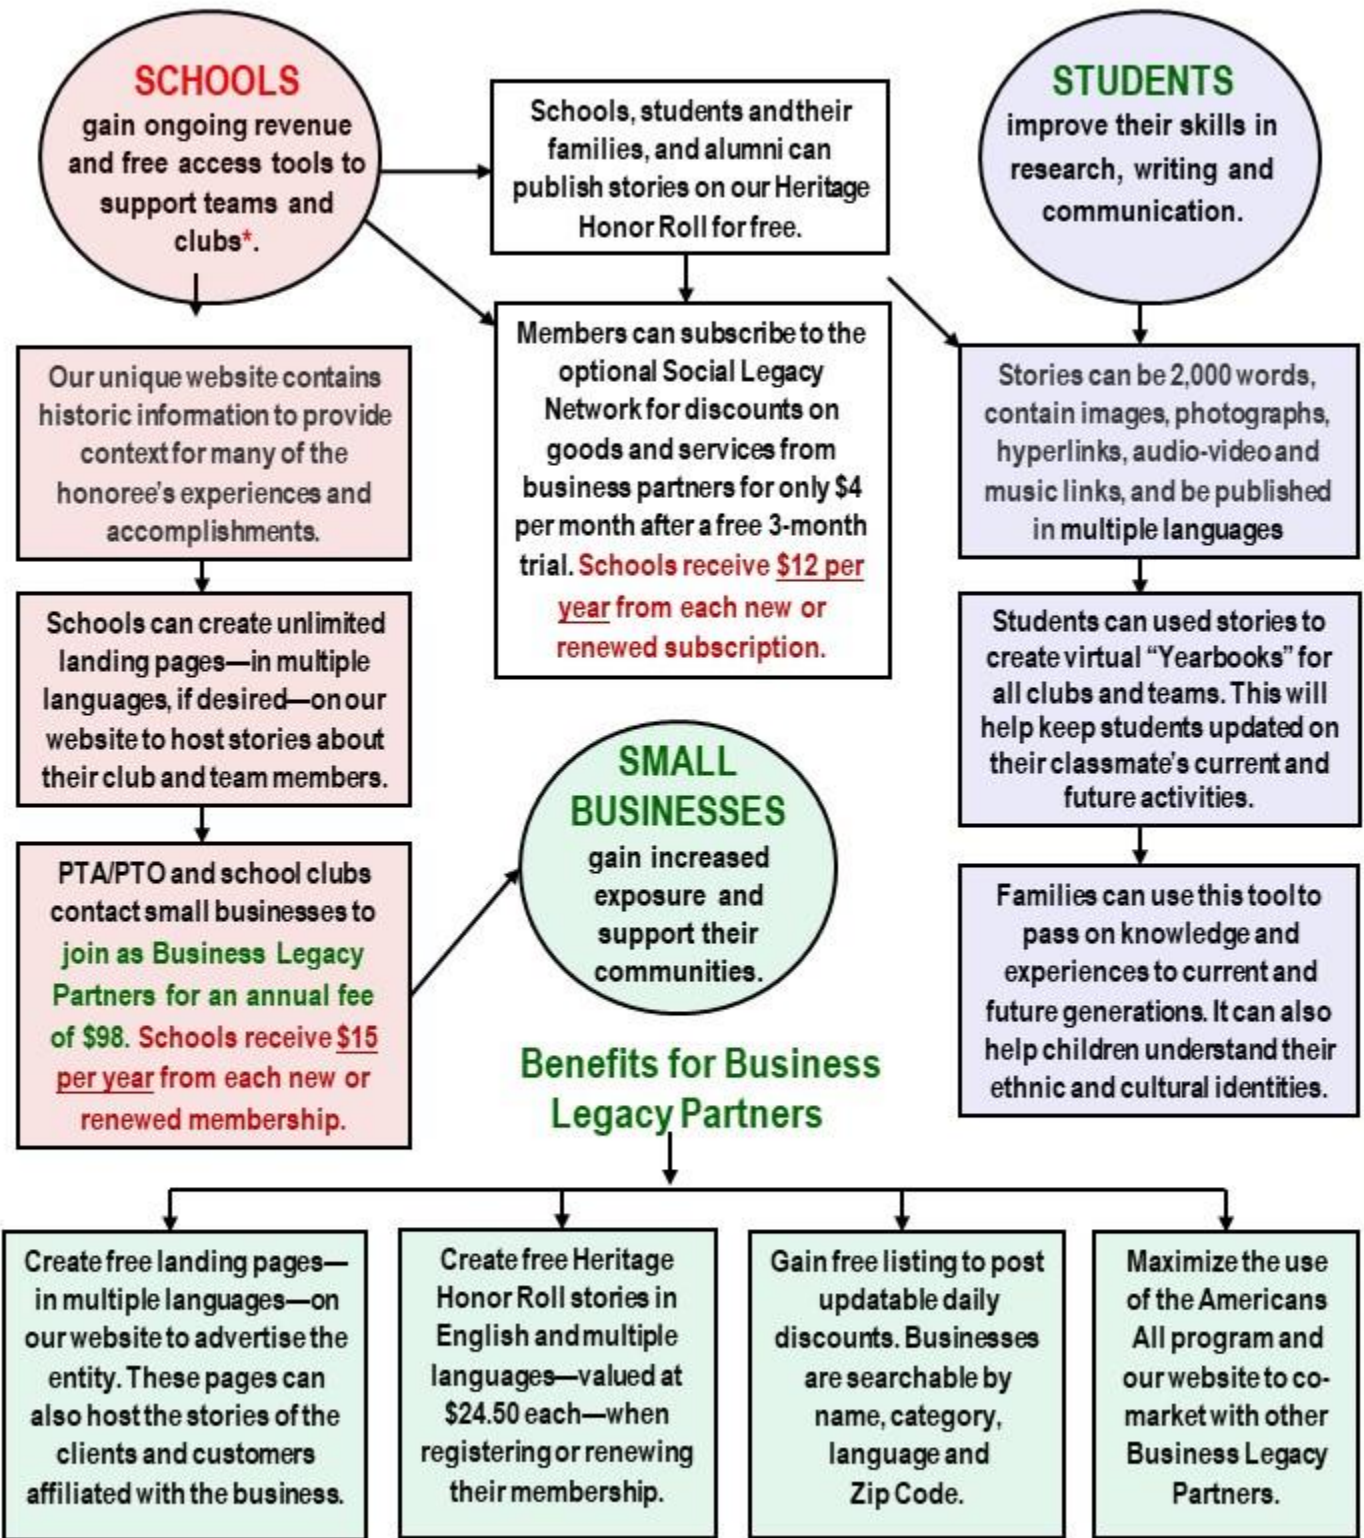 SCHOOLS
gain ongoing revenue
and free access tools to
support teams and
clubs*.
Schools, students and their
families, and alumni can
publish stories on our Heritage
Honor Roll for free.
STUDENTS
improve their skills in
research, writing and
communication.
Our unique website contains
historic information to provide
context for many of the
honoree's experiences and
accomplishments.
Members can subscribe to the
optional Social Legacy
Network for discounts on
goods and services from
business partners for only $4
per month after a free 3-month
trial. Schools receive $12 per
year from each new or
renewed subscription.
Stories can be 2,000 words,
contain images, photographs,
hyperlinks, audio-video and
music links, and be published
in multiple languages
Schools can create unlimited
landing pages—in multiple
languages, if desired—on our
website to host stories about
their club and team members.
Students can used stories to
create virtual “Yearbooks” for
all clubs and teams. This will
help keep students updated on
their classmate's current and
future activities.
PTA/PTO and school clubs
contact small businesses to
join as Business Legacy
Partners for an annual fee
of $98. Schools receive $15
per year from each new or
renewed membership.
SMALL
BUSINESSES
gain increased
exposure and
support their
communities.
Families can use this tool to
pass on knowledge and
experiences to current and
future generations. It can also
help children understand their
ethnic and cultural identities.
Benefits for Business
Legacy Partners
Create free landing pages—
in multiple languages—on
our website to advertise the
entity. These pages can
also host the stories of the
clients and customers
affiliated with the business.
Create free Heritage
Honor Roll stories in
English and multiple
languages—valued at
$24.50 each—when
registering or renewing
their membership.
Gain free listing to post
updatable daily
discounts. Businesses
are searchable by
name, category,
language and
Zip Code.
Maximize the use
of the Americans
All program and
our website to co-
market with other
Business Legacy
Partners.